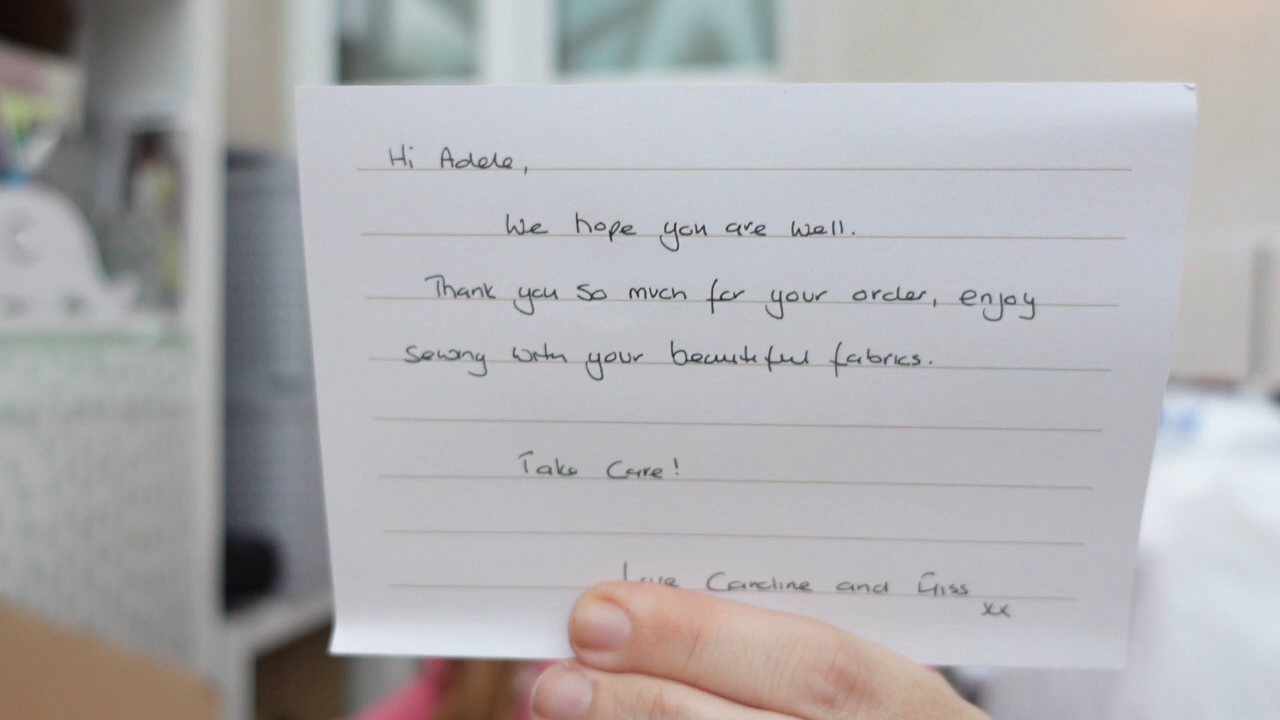 Hi Adele,
We hope you are well.
Thank you so much for your order, enjoy
sewing with your beautiful fabrics.
Take Care!
Love Caroline and
xx